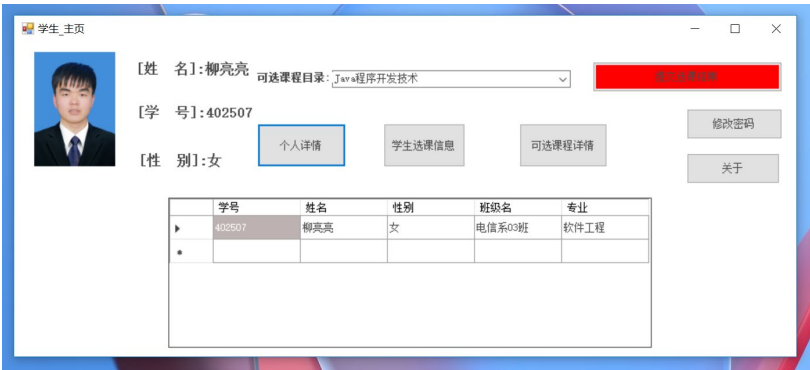 学生_主页
[姓 名]:柳亮亮
可选课程目录: Java程序开发技术
[学 号]:402507
修改密码
个人详情 学生选课信息 可选课程详情
[性 别]:女
关于
学号 姓名 性别 班级名 专业
402507 柳亮亮 女 电信系03班 软件工程